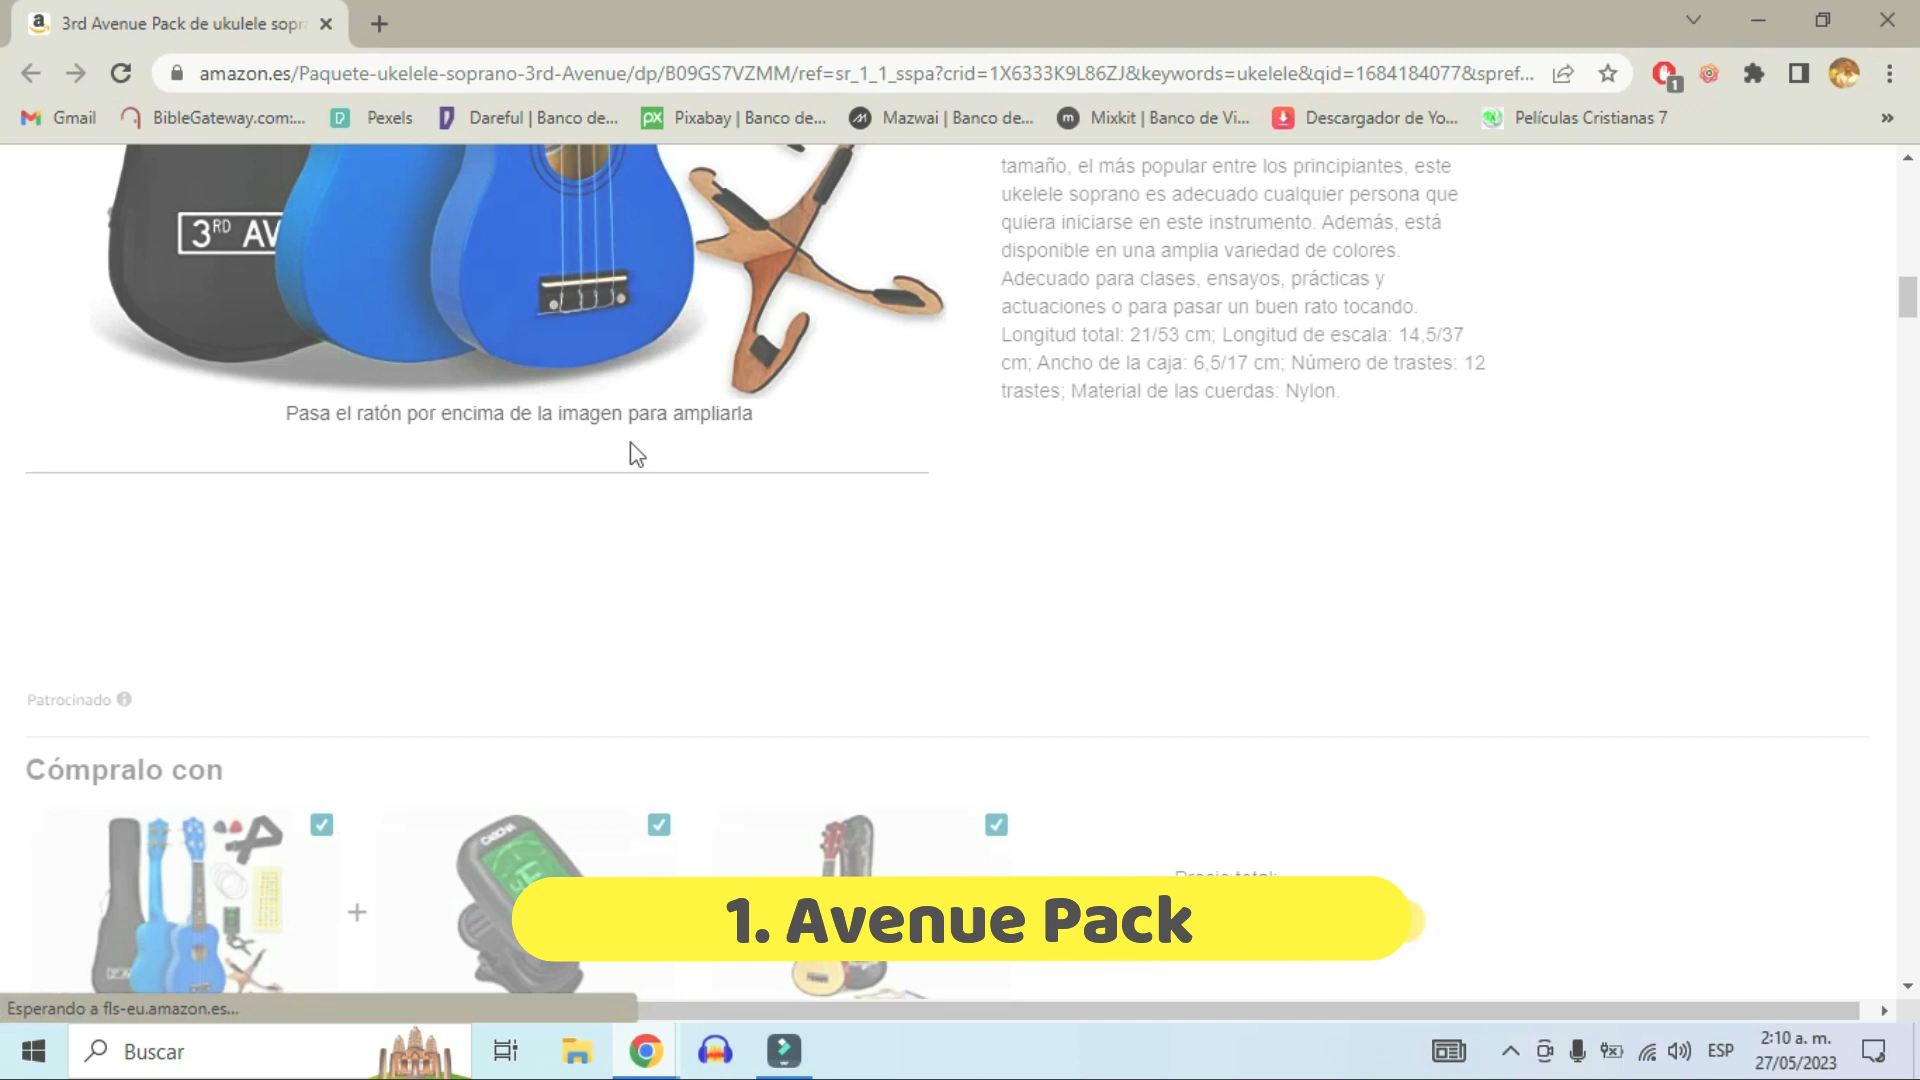 3rd Avenue Pack de ukulele sopr
amazon.es/Paquete-ukelele-soprano-3rd-Avenue/dp/B09GS7VZMM/ref=sr_1_1_sspa?crid=1X6333K9L86ZJ&keywords=ukelele&qid=1684184077&spref...
1
Gmail
BibleGateway.com:...
Pexels
Dareful | Banco de...
Pixabay | Banco de...
Mazwai | Banco de...
Mixkit | Banco de Vi...
Descargador de Yo...
Películas Cristianas 7
»
3RD AV
tamaño, el más popular entre los principiantes, este
ukelele soprano es adecuado cualquier persona que
quiera iniciarse en este instrumento. Además, está
disponible en una amplia variedad de colores.
Adecuado para clases, ensayos, prácticas y
actuaciones o para pasar un buen rato tocando.
Longitud total: 21/53 cm; Longitud de escala: 14,5/37
cm; Ancho de la caja: 6,5/17 cm; Número de trastes: 12
trastes; Material de las cuerdas: Nylon.
Pasa el ratón por encima de la imagen para ampliarla
Patrocinado
Cómpralo con
+
Precio total:
1. Avenue Pack
Esperando a fls-eu.amazon.es...
Buscar
ESP
2:10 a. m.
27/05/2023